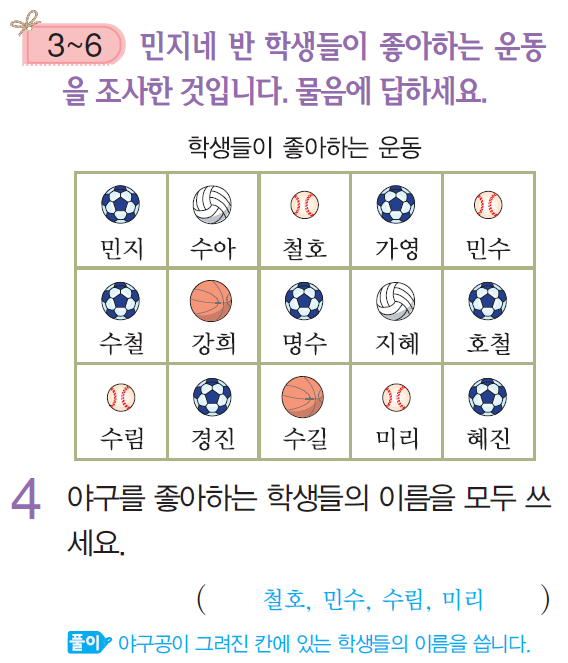 3~6 민지네 반 학생들이 좋아하는 운동
을 조사한 것입니다. 물음에 답하세요.
학생들이 좋아하는 운동
민지 수아 철호 가영 민수
수철 강희 명수 지혜 호철
수림 경진 수길 미리 혜진
4 야구를 좋아하는 학생들의 이름을 모두 쓰
세요.
( 철호, 민수, 수림, 미리 )
풀이 야구공이 그려진 칸에 있는 학생들의 이름을 씁니다.